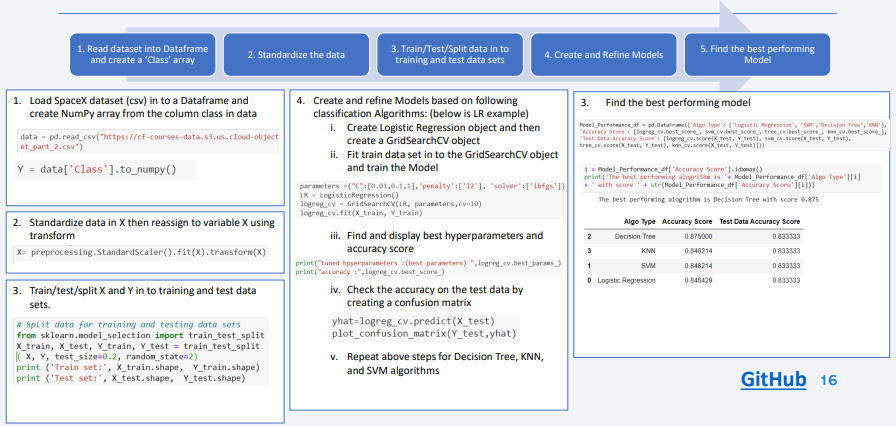 1. Read dataset into Dataframe
and create a 'Class' array
2. Standardize the data
3. Train/Test/Split data in to
training and test data sets
4. Create and Refine Models
5. Find the best performing
Model
1. Load SpaceX dataset (csv) in to a Dataframe and
create NumPy array from the column class in data
data = pd.read_csv("https://cf-courses-data.s3.us.cloud-object
et_part_2.csv")
Y = data['Class'].to_numpy()
2. Standardize data in X then reassign to variable X using
transform
X= preprocessing.StandardScaler().fit(X).transform(X)
3. Train/test/split X and Y in to training and test data
sets.
# Split data for training and testing data sets
from sklearn.model_selection import train_test_split
X_train, X_test, Y_train, Y_test = train_test_split
( X, Y, test_size=0.2, random_state=2)
print ('Train set:', X_train.shape, Y_train.shape)
print ('Test set:', X_test.shape, Y_test.shape)
4. Create and refine Models based on following
classification Algorithms: (below is LR example)
i. Create Logistic Regression object and then
create a GridSearchCV object
ii. Fit train data set in to the GridSearchCV object
and train the Model
parameters ={"C":[0.01,0.1,1],'penalty':['l2'], 'solver':['lbfgs']}
LR = LogisticRegression()
logreg_cv = GridSearchCV(LR, parameters,cv=10)
logreg_cv.fit(X_train, Y_train)
iii. Find and display best hyperparameters and
accuracy score
print("tuned hpyerparameters :(best parameters) ",logreg_cv.best_params_)
print("accuracy :",logreg_cv.best_score_)
iv. Check the accuracy on the test data by
creating a confusion matrix
yhat=logreg_cv.predict(X_test)
plot_confusion_matrix(Y_test,yhat)
v. Repeat above steps for Decision Tree, KNN,
and SVM algorithms
3. Find the best performing model
Model_Performance_df = pd.DataFrame({'Algo Type': ['Logistic Regression', 'SVM','Decision Tree','KNN'],
'Accuracy Score': [logreg_cv.best_score_, svm_cv.best_score_, tree_cv.best_score_, knn_cv.best_score_],
'Test Data Accuracy Score': [logreg_cv.score(X_test, Y_test), svm_cv.score(X_test, Y_test),
tree_cv.score(X_test, Y_test), knn_cv.score(X_test, Y_test)]})
i = Model_Performance_df['Accuracy Score'].idxmax()
print('The best performing alogrithm is '+ Model_Performance_df['Algo Type'][i]
+ ' with score ' + str(Model_Performance_df['Accuracy Score'][i]))
The best performing alogrithm is Decision Tree with score 0.875
Algo Type Accuracy Score Test Data Accuracy Score
2 Decision Tree 0.875000 0.833333
3 KNN 0.848214 0.833333
1 SVM 0.848214 0.833333
0 Logistic Regression 0.846429 0.833333
GitHub 16